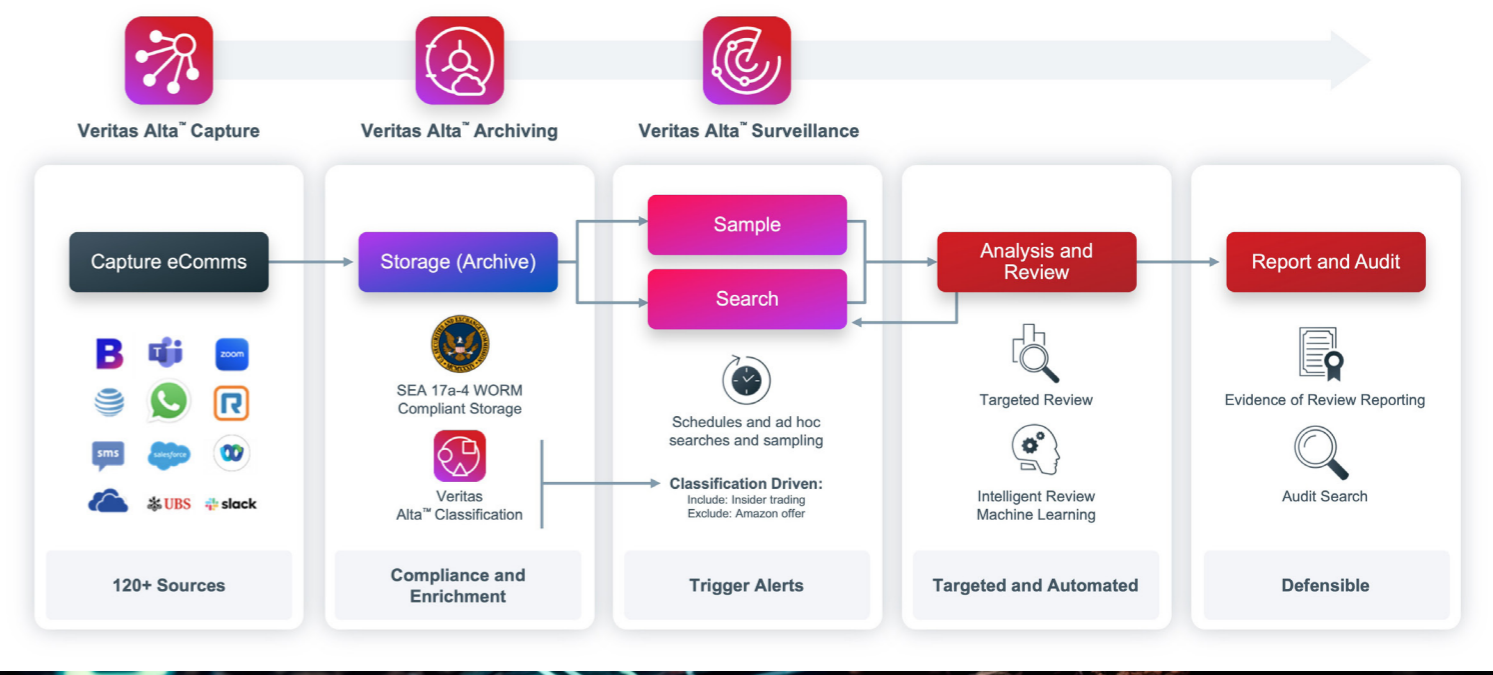 Veritas Alta™ Capture
Veritas Alta™ Archiving
Veritas Alta™ Surveillance
Capture eComms
B
T
zoom
R
sms
salesforce
UBS
slack
120+ Sources
Storage (Archive)
SEA 17a-4 WORM
Compliant Storage
Veritas
Alta™ Classification
Compliance and
Enrichment
Sample
Search
Schedules and ad hoc
searches and sampling
Classification Driven:
Include: Insider trading
Exclude: Amazon offer
Trigger Alerts
Analysis and
Review
Targeted Review
Intelligent Review
Machine Learning
Targeted and Automated
Report and Audit
Evidence of Review Reporting
Audit Search
Defensible